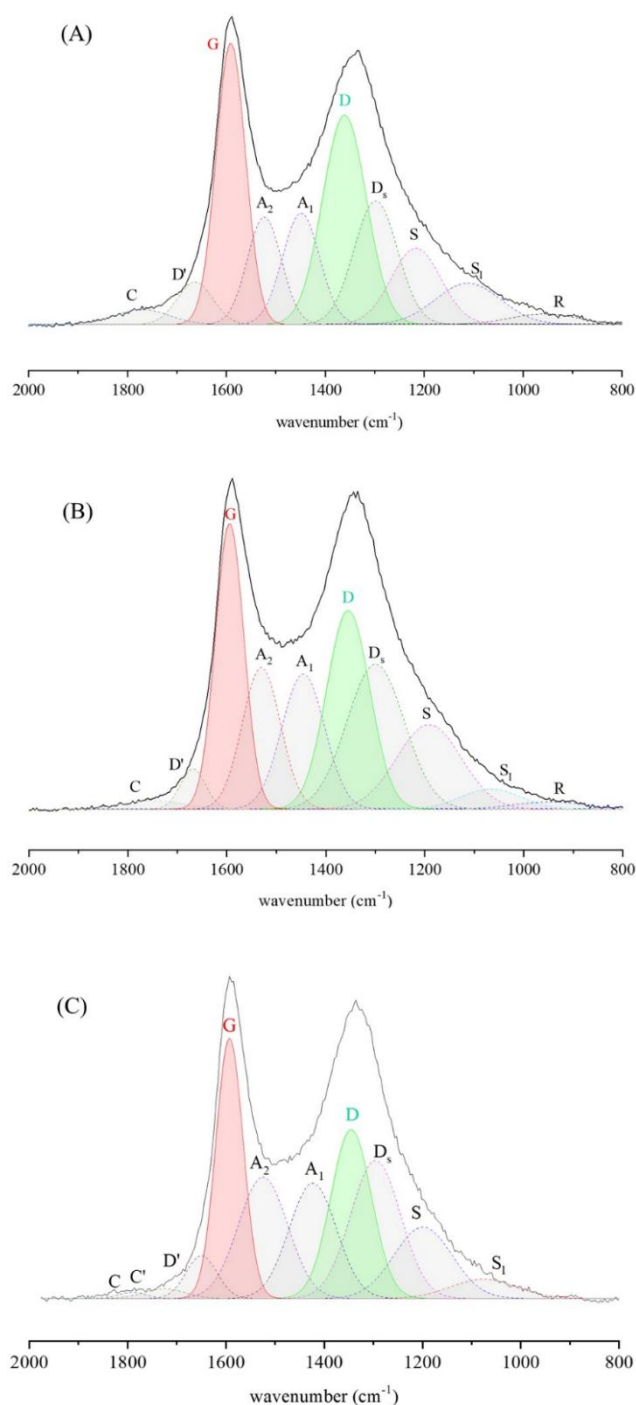 (A)
G
D
A₂
A₁
Dₛ
D'
S
C
S₁
R
2000 1800 1600 1400 1200 1000 800
wavenumber (cm⁻¹)
(B)
G
D
A₂
A₁
Dₛ
S
D'
C
S₁
R
2000 1800 1600 1400 1200 1000 800
wavenumber (cm⁻¹)
(C)
G
D
A₂
A₁
Dₛ
S
D'
C C'
S₁
2000 1800 1600 1400 1200 1000 800
wavenumber (cm⁻¹)